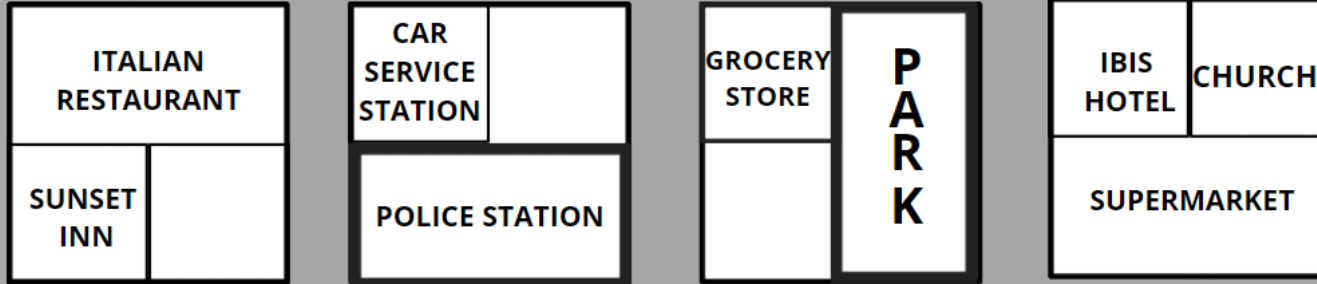 ITALIAN
RESTAURANT
SUNSET
INN
CAR
SERVICE
STATION
POLICE STATION
GROCERY
STORE
P
A
R
K
IBIS
HOTEL
CHURCH
SUPERMARKET